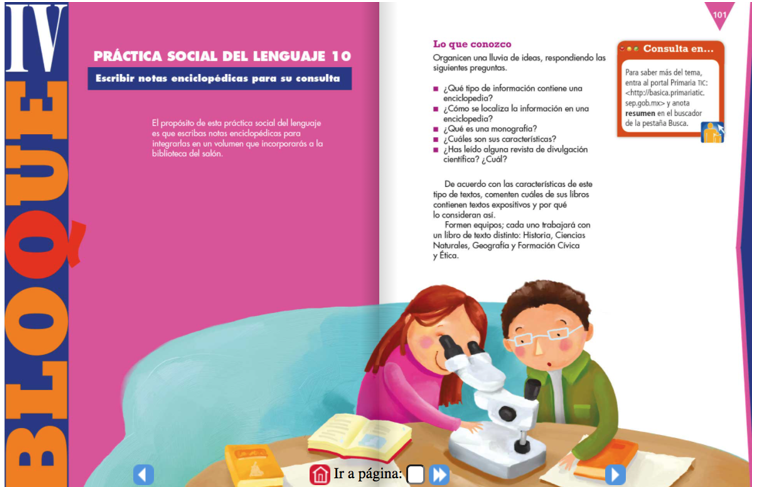 BLOQUE IV
PRÁCTICA SOCIAL DEL LENGUAJE 10
Escribir notas enciclopédicas para su consulta
El propósito de esta práctica social del lenguaje
es que escribas notas enciclopédicas para
integrarlas en un volumen que incorporarás a la
biblioteca del salón.
101
Lo que conozco
Organicen una lluvia de ideas, respondiendo las
siguientes preguntas.
¿Qué tipo de información contiene una
enciclopedia?
¿Cómo se localiza la información en una
enciclopedia?
¿Qué es una monografía?
¿Cuáles son sus características?
¿Has leído alguna revista de divulgación
científica? ¿Cuál?
De acuerdo con las características de este
tipo de textos, comenten cuáles de sus libros
contienen textos expositivos y por qué
lo consideran así.
Formen equipos; cada uno trabajará con
un libro de texto distinto: Historia, Ciencias
Naturales, Geografía y Formación Cívica
y Ética.
Consulta en...
Para saber más del tema,
entra al portal Primaria TIC:
<http://basica.primariatic.
sep.gob.mx> y anota
resumen en el buscador
de la pestaña Busca.
Ir a página: